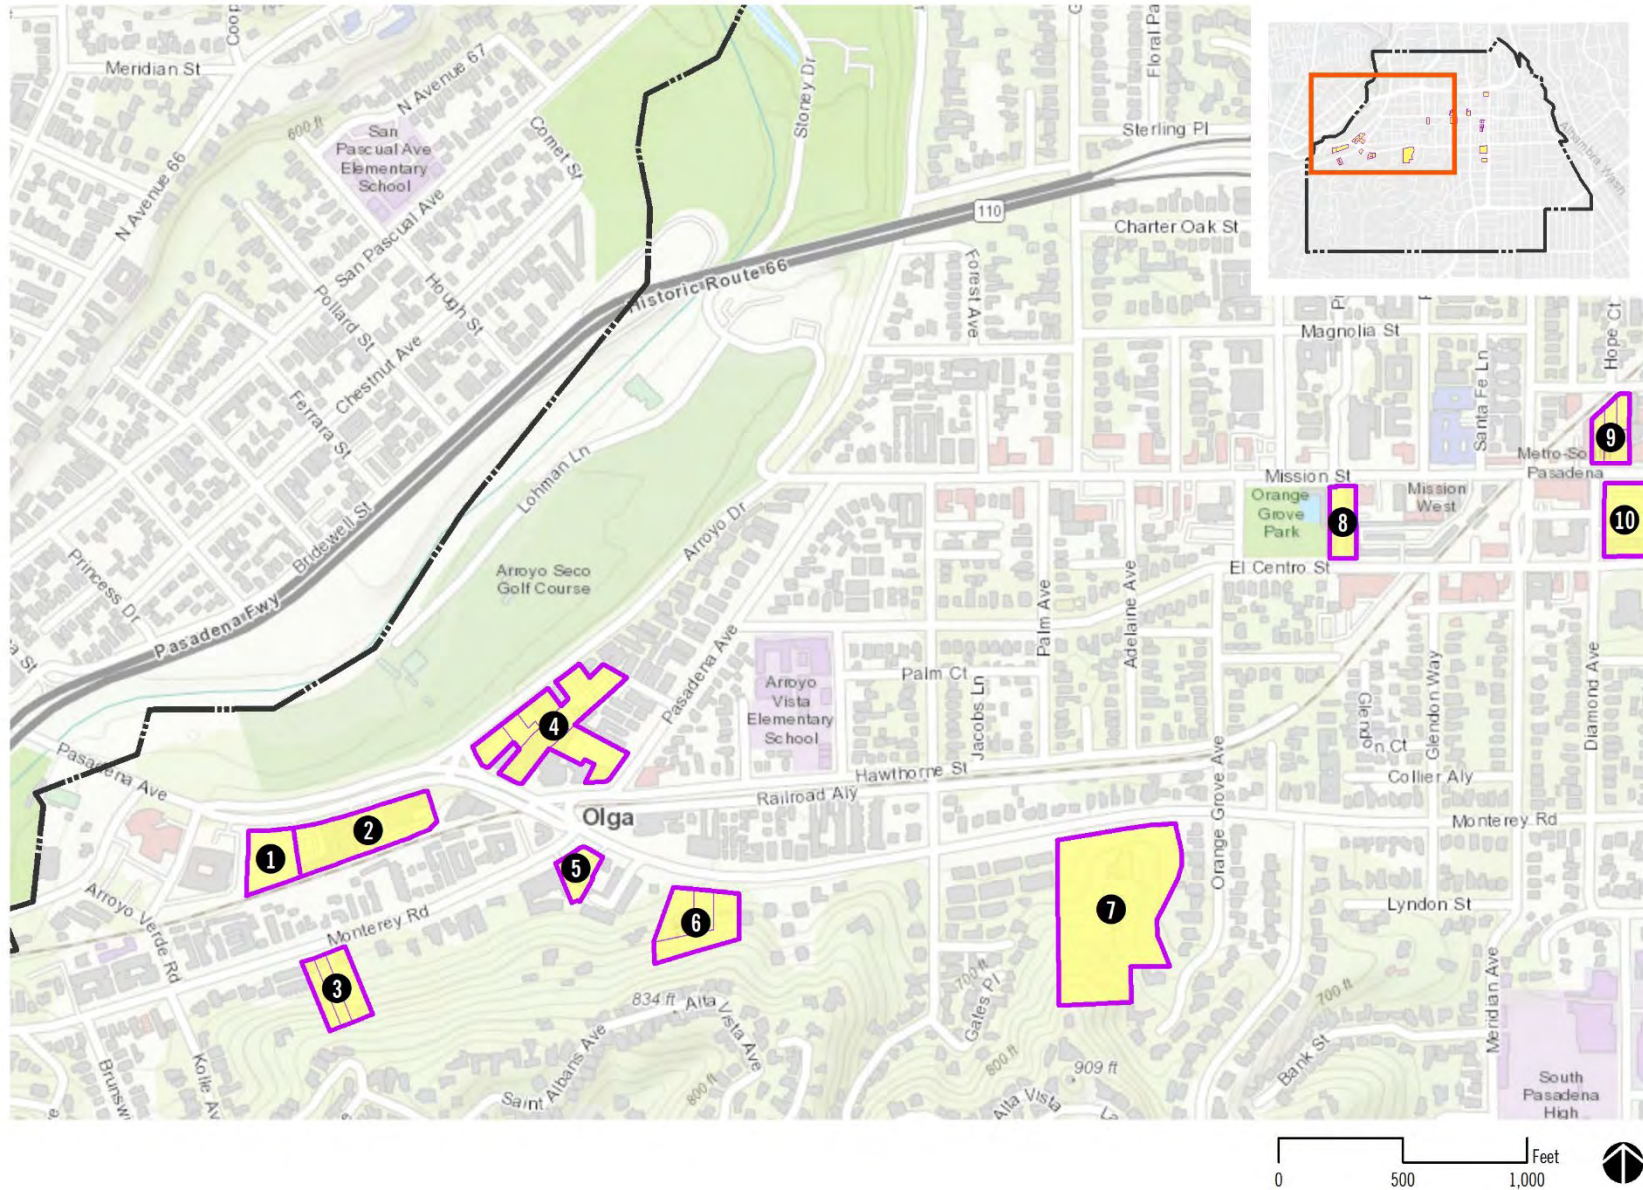 Meridian St
N Avenue 67
Stoney Dr
Sterling Pl
Alhambra Wash
600 ft
San
Pascual Ave
Elementary
School
Comet St
N Avenue 66
110
Charter Oak St
San Pascual Ave
Historic Route 66
Forest Ave
Hough St
Pollard St
Magnolia St
Hope Ct
Chestnut Ave
Ferrara St
Santa Fe Ln
Lohman Ln
9
Metro-So
Pasadena
Mission St
Orange
Grove
Park
Mission
West
8
10
Arroyo Dr
Bridewell St
Princess Dr
Arroyo Seco
Golf Course
El Centro St
Pasadena Fwy
Palm Ave
Adelaine Ave
Pasadena Ave
Palm Ct
Arroyo
Vista
Elementary
School
Jacobs Ln
Glendon Way
Diamond Ave
Glendo
n Ct
4
Pasadena Ave
Hawthorne St
Railroad Aly
Orange Grove Ave
Collier Aly
Olga
Monterey Rd
2
1
5
Lyndon St
7
6
Arroyo Verde Rd
Monterey Rd
3
700 ft
Gates Pl
834 ft
Alta
Vista Ave
700 ft
Meridian Ave
Saint Albans Ave
800 ft
800 ft
909 ft
Bank St
Brunsw
Kolle Av
Alta Vista
La
South
Pasadena
High
Feet
0
500
1,000